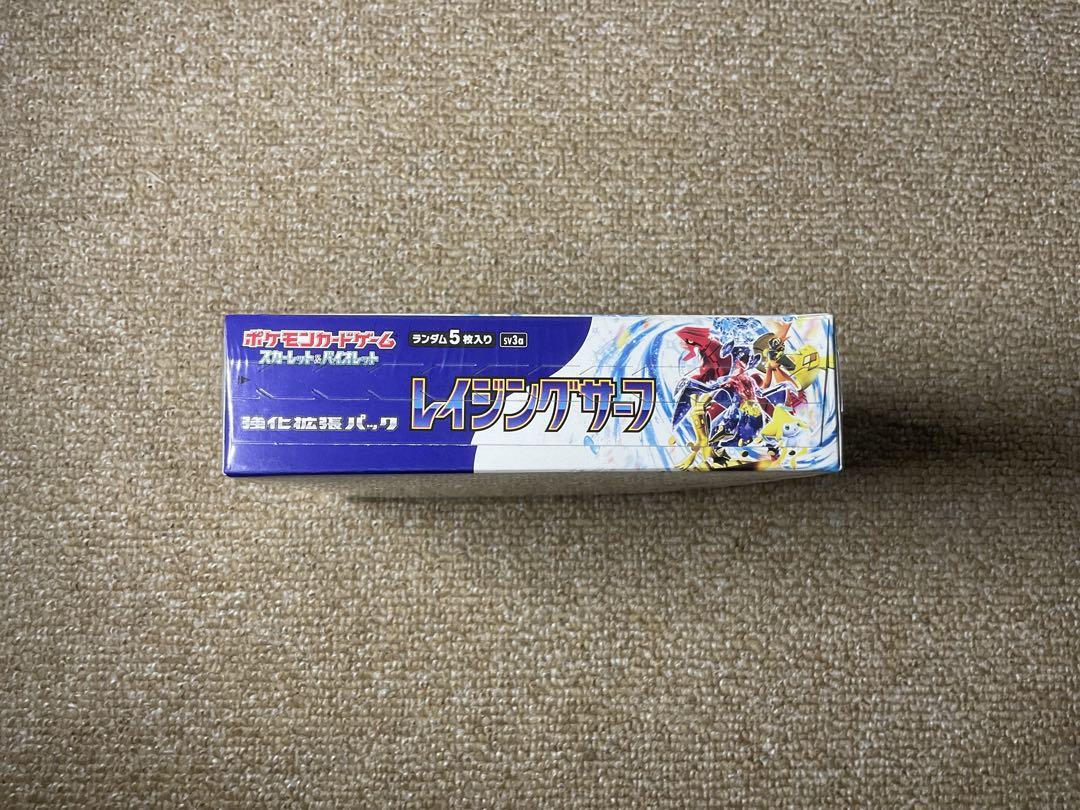 ポケモンカードゲーム
スカーレット&バイオレット
ランダム5枚入り sv3a
強化拡張パック
レイジングサーフ